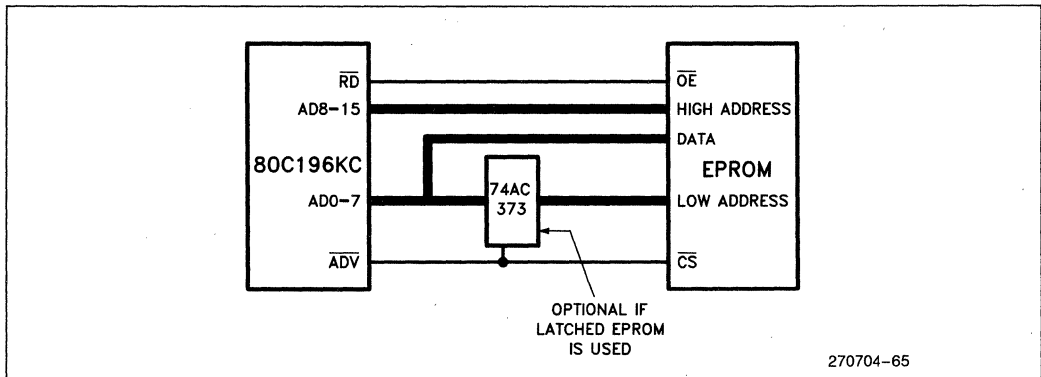 RD
OE
AD8-15
HIGH ADDRESS
DATA
80C196KC
74AC
373
EPROM
AD0-7
LOW ADDRESS
ADV
CS
OPTIONAL IF
LATCHED EPROM
IS USED
270704-65